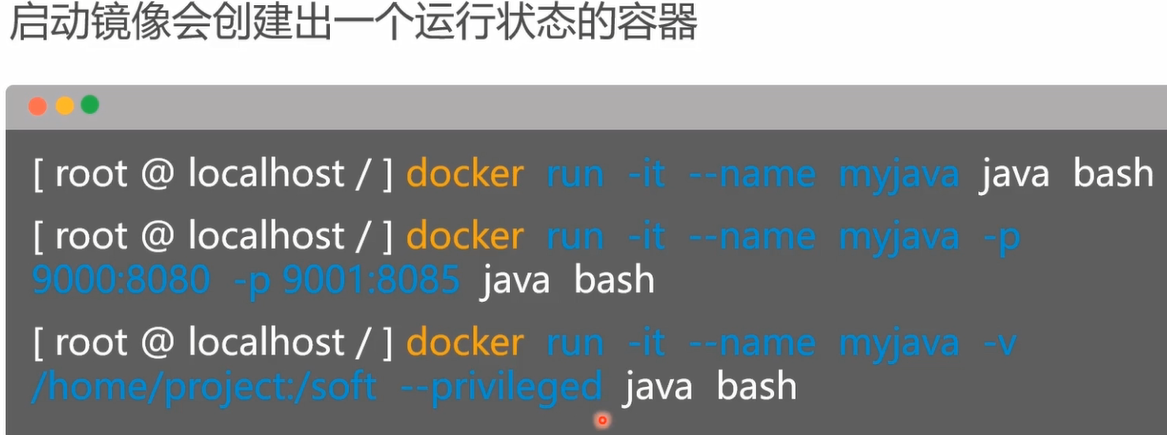 启动镜像会创建出一个运行状态的容器
[ root @ localhost / ] docker run -it --name myjava java bash
[ root @ localhost / ] docker run -it --name myjava -p
9000:8080 -p 9001:8085 java bash
[ root @ localhost / ] docker run -it --name myjava -v
/home/project:/soft --privileged java bash